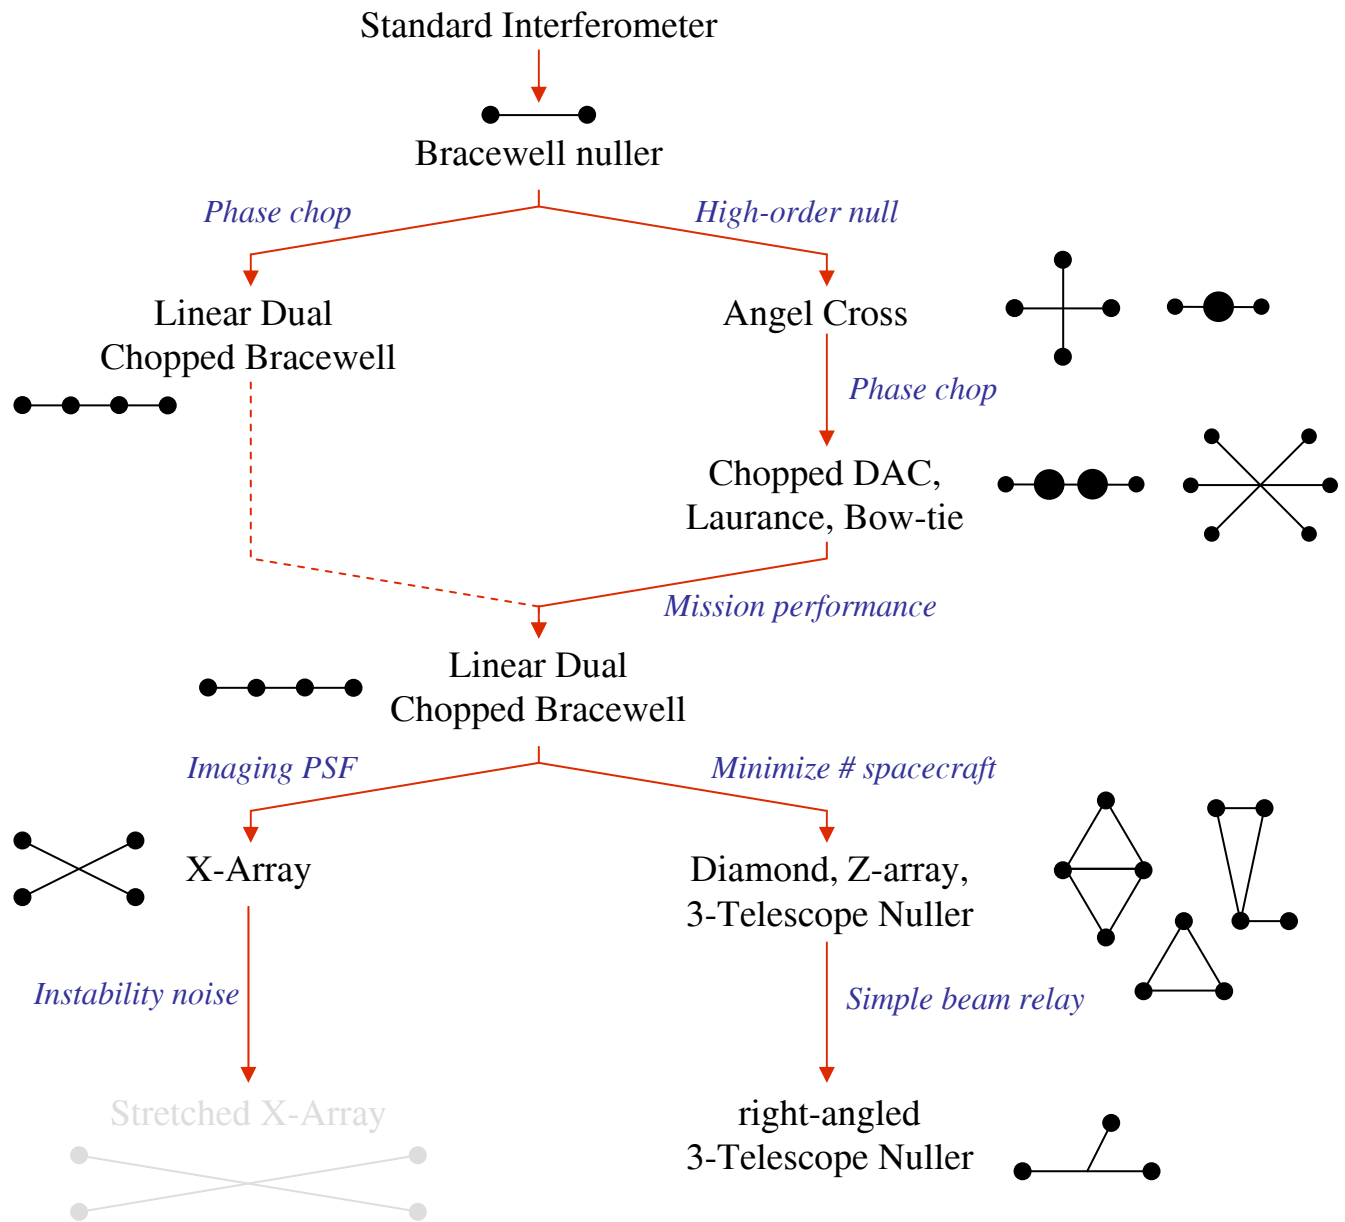 Standard Interferometer
Bracewell nuller
Phase chop
High-order null
Linear Dual
Chopped Bracewell
Angel Cross
Phase chop
Chopped DAC,
Laurance, Bow-tie
Mission performance
Linear Dual
Chopped Bracewell
Imaging PSF
Minimize # spacecraft
X-Array
Diamond, Z-array,
3-Telescope Nuller
Instability noise
Simple beam relay
Stretched X-Array
right-angled
3-Telescope Nuller